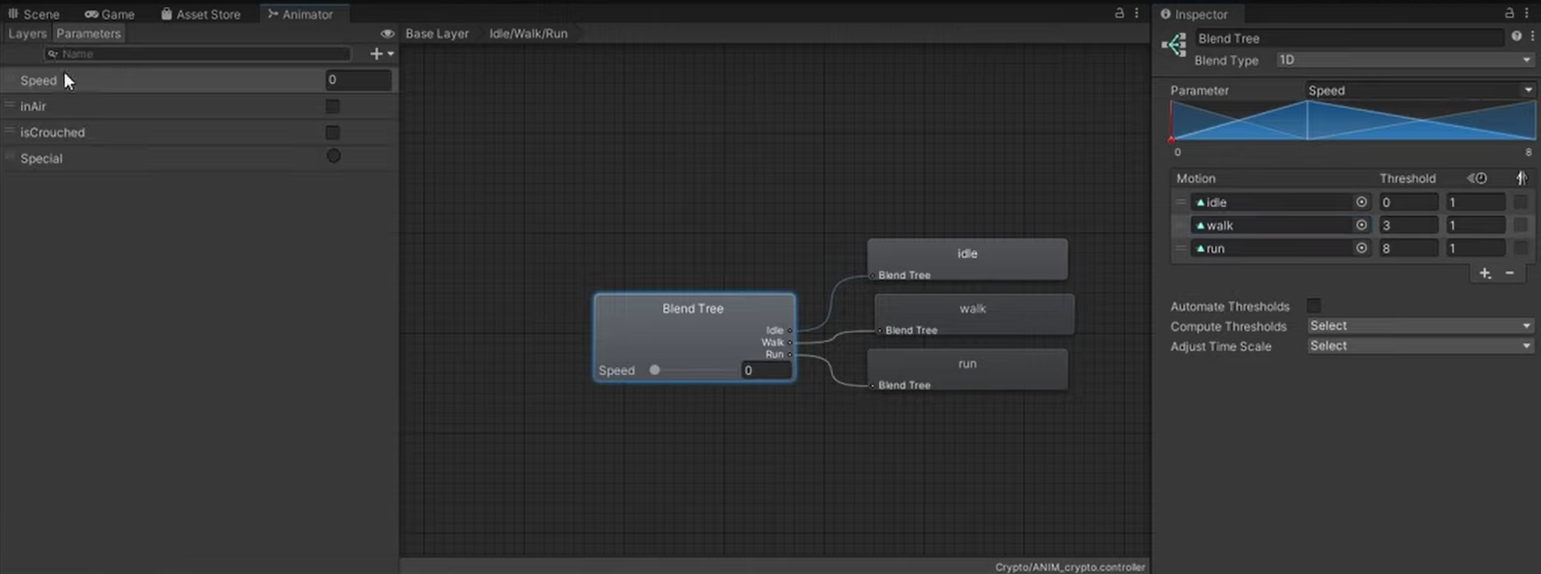 Scene Game Asset Store Animator
Layers Parameters
Name
Speed 0
inAir
isCrouched
Special
Base Layer Idle/Walk/Run
Blend Tree
Idle
Walk
Run
Speed 0
idle
Blend Tree
walk
Blend Tree
run
Blend Tree
Crypto/ANIM_crypto.controller
Inspector
Blend Tree
Blend Type 1D
Parameter Speed
0 8
Motion Threshold
idle 0 1
walk 3 1
run 8 1
Automate Thresholds
Compute Thresholds Select
Adjust Time Scale Select